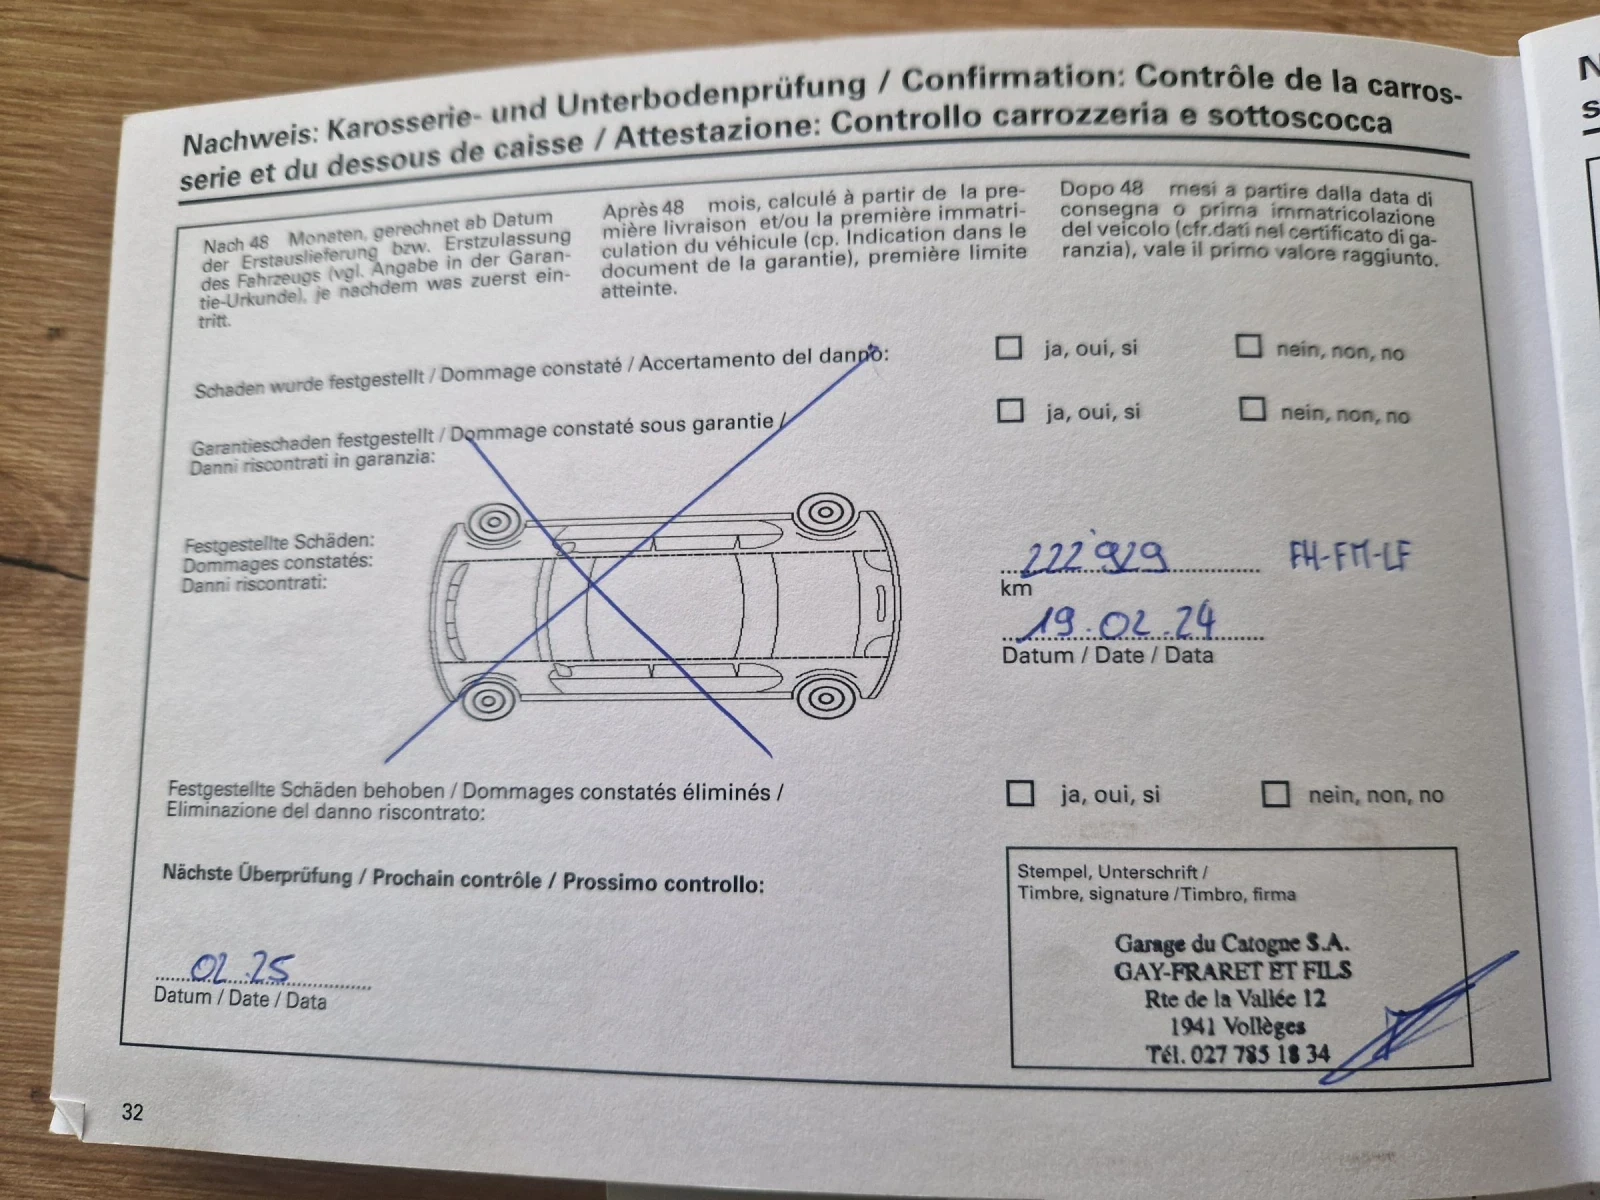 Nachweis: Karosserie- und Unterbodenprüfung / Confirmation: Contrôle de la carros-
serie et du dessous de caisse / Attestazione: Controllo carrozzeria e sottoscocca
Nach 48 Monaten, gerechnet ab Datum
der Erstauslieferung bzw. Erstzulassung
des Fahrzeugs (vgl. Angabe in der Garan-
tie-Urkunde), je nachdem was zuerst ein-
tritt.
Après 48 mois, calculé à partir de la pre-
mière livraison et/ou la première immatri-
culation du véhicule (cp. Indication dans le
document de la garantie), première limite
atteinte.
Dopo 48 mesi a partire dalla data di
consegna o prima immatricolazione
del veicolo (cfr.dati nel certificato di ga-
ranzia), vale il primo valore raggiunto.
Schaden wurde festgestellt / Dommage constaté / Accertamento del danno:
ja, oui, si
nein, non, no
Garantieschaden festgestellt / Dommage constaté sous garantie /
Danni riscontrati in garanzia:
ja, oui, si
nein, non, no
Festgestellte Schäden:
Dommages constatés:
Danni riscontrati:
222'929 FH-FM-LF
km
19.02.24
Datum / Date / Data
Festgestellte Schäden behoben / Dommages constatés éliminés /
Eliminazione del danno riscontrato:
ja, oui, si
nein, non, no
Nächste Überprüfung / Prochain contrôle / Prossimo controllo:
02.25
Datum / Date / Data
Stempel, Unterschrift /
Timbre, signature / Timbro, firma
Garage du Catogne S.A.
GAY-FRARET ET FILS
Rte de la Vallée 12
1941 Vollèges
Tél. 027 785 18 34
32